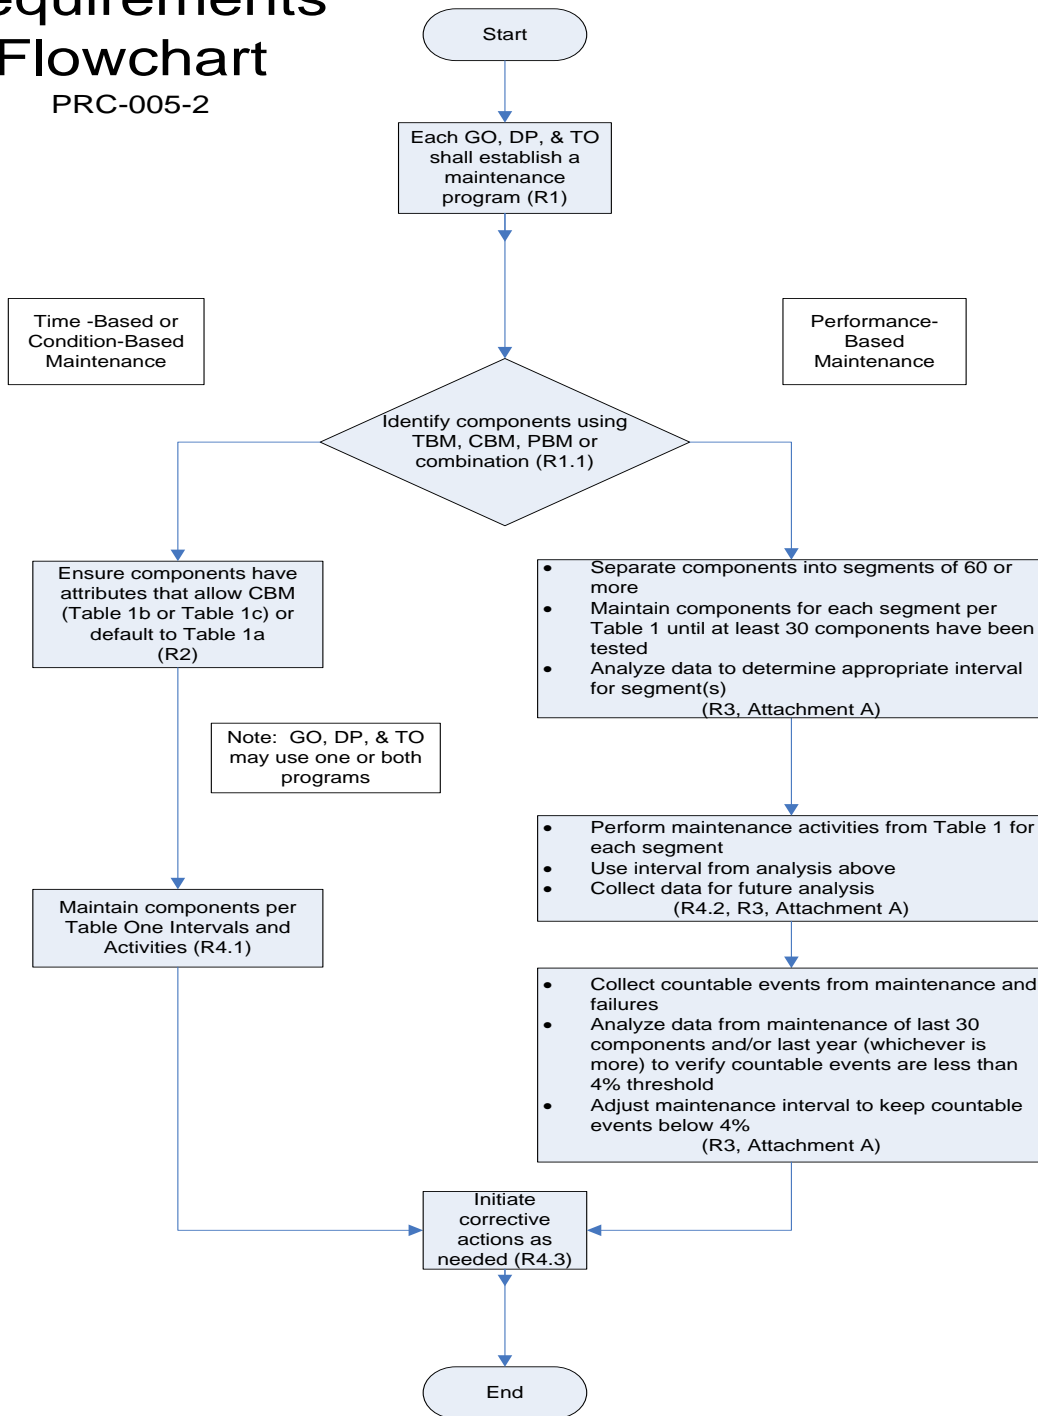 equirements
Flowchart
PRC-005-2
Start
Each GO, DP, & TO
shall establish a
maintenance
program (R1)
Time -Based or
Condition-Based
Maintenance
Performance-
Based
Maintenance
Identify components using
TBM, CBM, PBM or
combination (R1.1)
Ensure components have
attributes that allow CBM
(Table 1b or Table 1c) or
default to Table 1a
(R2)
• Separate components into segments of 60 or
more
• Maintain components for each segment per
Table 1 until at least 30 components have been
tested
• Analyze data to determine appropriate interval
for segment(s)
(R3, Attachment A)
Note: GO, DP, & TO
may use one or both
programs
• Perform maintenance activities from Table 1 for
each segment
• Use interval from analysis above
• Collect data for future analysis
(R4.2, R3, Attachment A)
Maintain components per
Table One Intervals and
Activities (R4.1)
• Collect countable events from maintenance and
failures
• Analyze data from maintenance of last 30
components and/or last year (whichever is
more) to verify countable events are less than
4% threshold
• Adjust maintenance interval to keep countable
events below 4%
(R3, Attachment A)
Initiate
corrective
actions as
needed (R4.3)
End